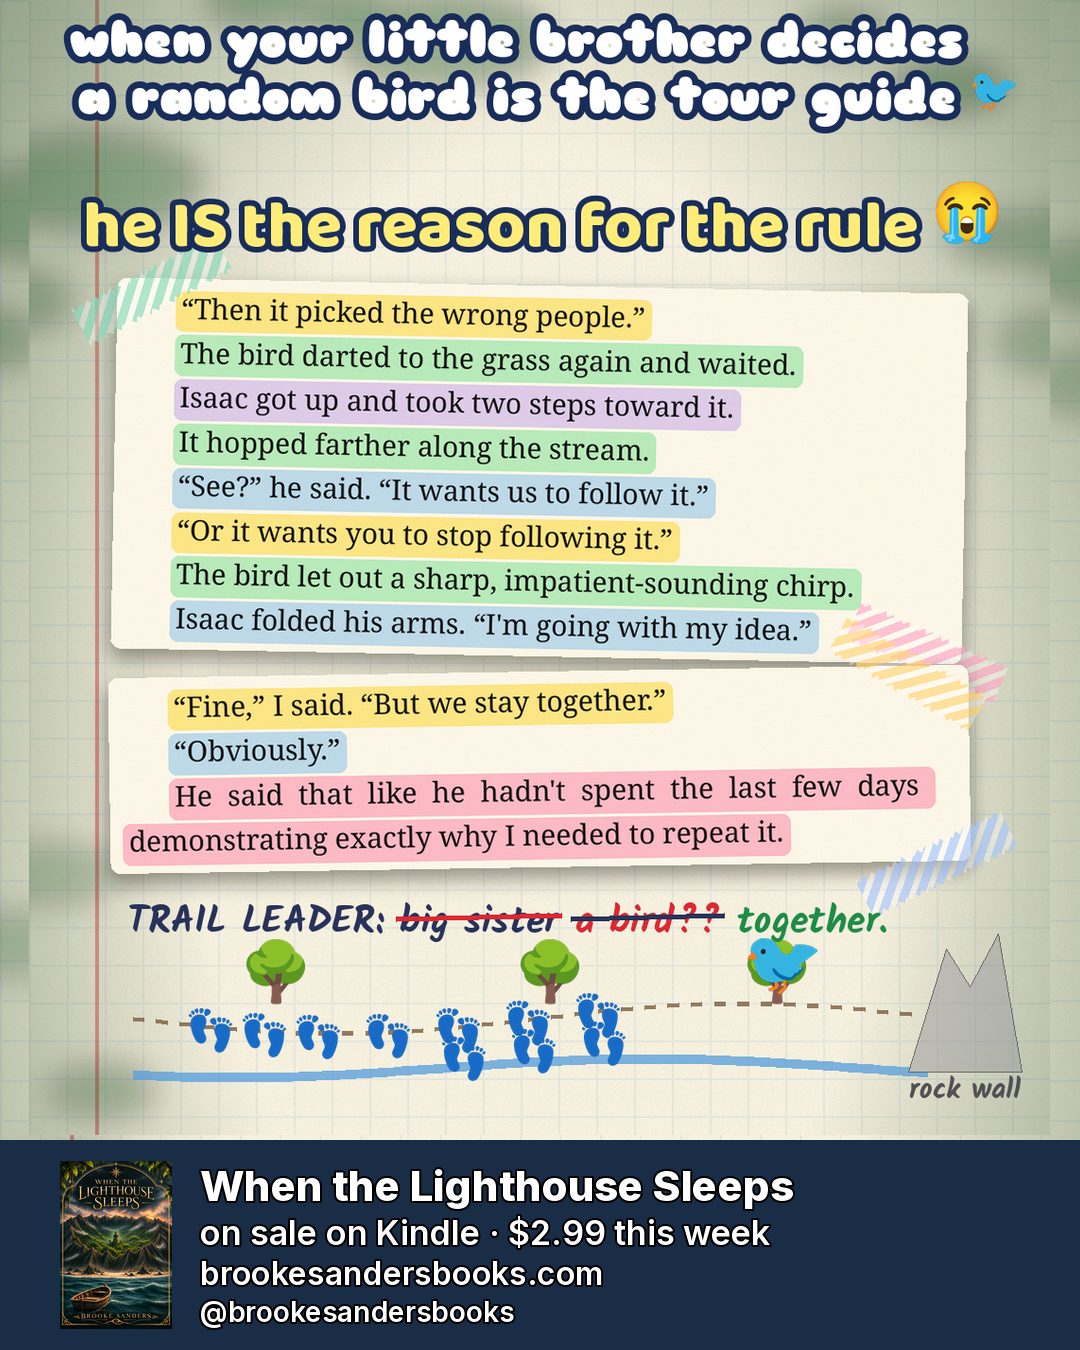 when your little brother decides
a random bird is the tour guide 🐦
he IS the reason for the rule 😭
“Then it picked the wrong people.”
The bird darted to the grass again and waited.
Isaac got up and took two steps toward it.
It hopped farther along the stream.
“See?” he said. “It wants us to follow it.”
“Or it wants you to stop following it.”
The bird let out a sharp, impatient-sounding chirp.
Isaac folded his arms. “I'm going with my idea.”
“Fine,” I said. “But we stay together.”
“Obviously.”
He said that like he hadn't spent the last few days
demonstrating exactly why I needed to repeat it.
TRAIL LEADER: big sister a bird?? together.
rock wall
WHEN THE
LIGHTHOUSE
SLEEPS
BROOKE SANDERS
When the Lighthouse Sleeps
on sale on Kindle · $2.99 this week
brookesandersbooks.com
@brookesandersbooks